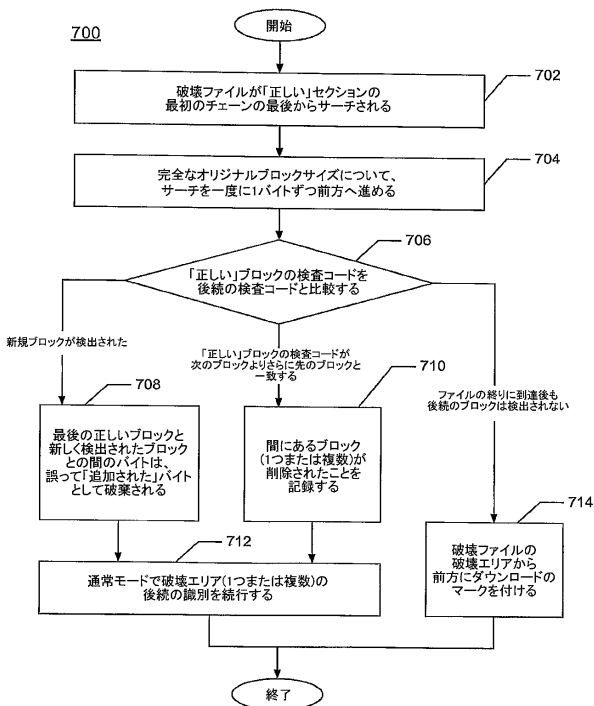 700
開始
702
破壊ファイルが「正しい」セクションの
最初のチェーンの最後からサーチされる
704
完全なオリジナルブロックサイズについて、
サーチを一度に1バイトずつ前方へ進める
706
「正しい」ブロックの検査コードを
後続の検査コードと比較する
新規ブロックが検出された
「正しい」ブロックの検査コードが
次のブロックよりさらに先のブロックと
一致する
ファイルの終りに到達後も
後続のブロックは検出されない
708
最後の正しいブロックと
新しく検出されたブロック
との間のバイトは、
誤って「追加された」バイト
として破棄される
710
間にあるブロック
(1つまたは複数)が
削除されたことを
記録する
714
破壊ファイルの
破壊エリアから
前方にダウンロードの
マークを付ける
712
通常モードで破壊エリア(1つまたは複数)の
後続の識別を続行する
終了